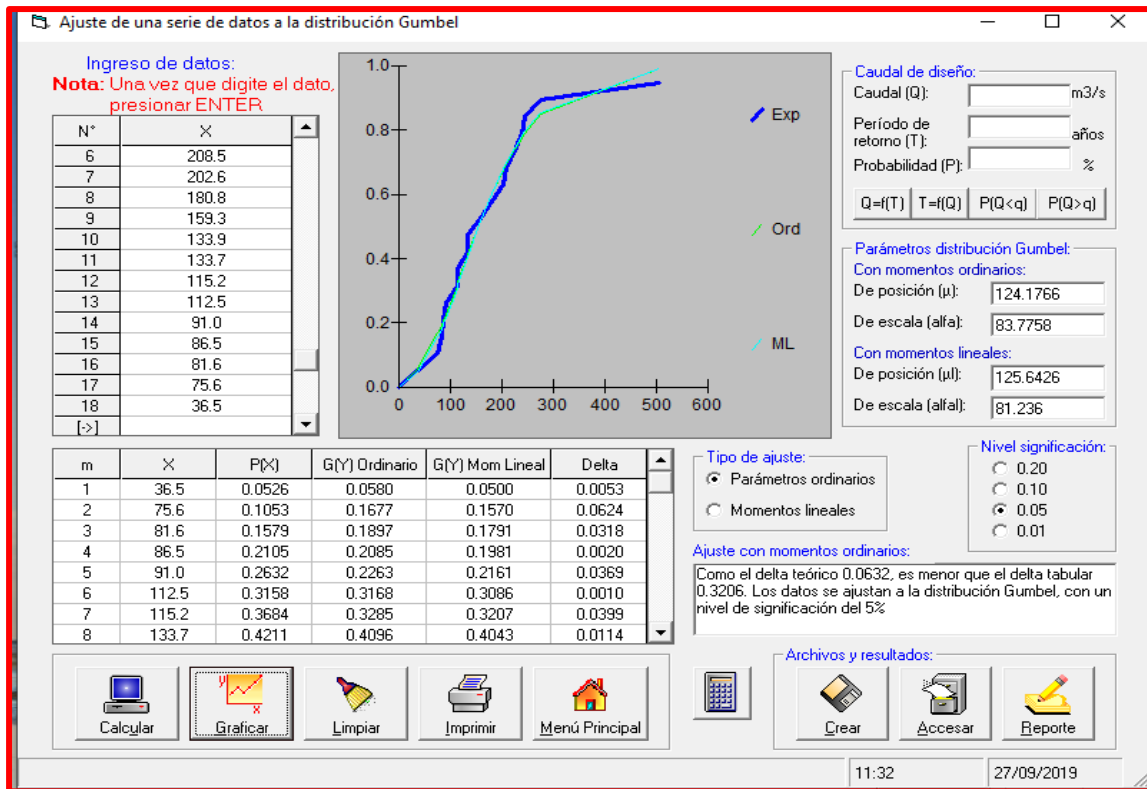 Ajuste de una serie de datos a la distribución Gumbel
Ingreso de datos:
Nota: Una vez que digite el dato,
presionar ENTER
N° X
6 208.5
7 202.6
8 180.8
9 159.3
10 133.9
11 133.7
12 115.2
13 112.5
14 91.0
15 86.5
16 81.6
17 75.6
18 36.5
[->]
1.0
0.8
0.6
0.4
0.2
0.0
0 100 200 300 400 500 600
Exp
Ord
ML
Caudal de diseño:
Caudal (Q): m3/s
Período de
retorno (T): años
Probabilidad (P): %
Q=f(T) T=f(Q) P(Q<q) P(Q>q)
Parámetros distribución Gumbel:
Con momentos ordinarios:
De posición (µ): 124.1766
De escala (alfa): 83.7758
Con momentos lineales:
De posición (µl): 125.6426
De escala (alfal): 81.236
m X P(X) G(Y) Ordinario G(Y) Mom Lineal Delta
1 36.5 0.0526 0.0580 0.0500 0.0053
2 75.6 0.1053 0.1677 0.1570 0.0624
3 81.6 0.1579 0.1897 0.1791 0.0318
4 86.5 0.2105 0.2085 0.1981 0.0020
5 91.0 0.2632 0.2263 0.2161 0.0369
6 112.5 0.3158 0.3168 0.3086 0.0010
7 115.2 0.3684 0.3285 0.3207 0.0399
8 133.7 0.4211 0.4096 0.4043 0.0114
Tipo de ajuste:
Parámetros ordinarios
Momentos lineales
Nivel significación:
0.20
0.10
0.05
0.01
Ajuste con momentos ordinarios:
Como el delta teórico 0.0632, es menor que el delta tabular
0.3206. Los datos se ajustan a la distribución Gumbel, con un
nivel de significación del 5%
Calcular Graficar Limpiar Imprimir Menú Principal
Archivos y resultados:
Crear Accesar Reporte
11:32 27/09/2019